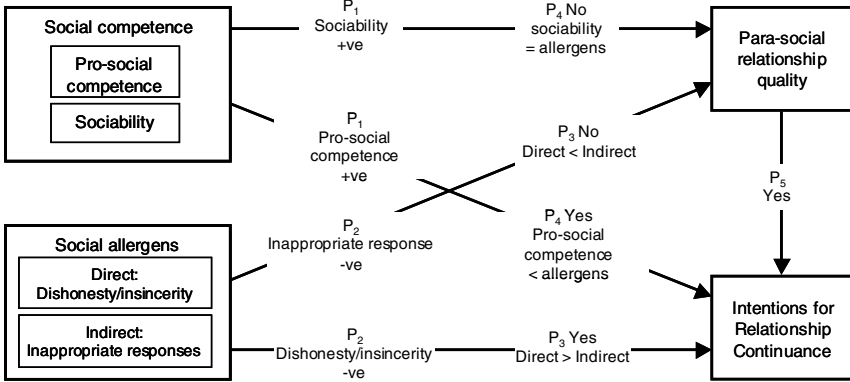 Social competence
Pro-social
competence
Sociability
P₁
Sociability
+ve
P₄ No
sociability
= allergens
Para-social
relationship
quality
P₁
Pro-social
competence
+ve
P₃ No
Direct < Indirect
P₅
Yes
Social allergens
Direct:
Dishonesty/insincerity
Indirect:
Inappropriate responses
P₂
Inappropriate response
-ve
P₄ Yes
Pro-social
competence
< allergens
P₂
Dishonesty/insincerity
-ve
P₃ Yes
Direct > Indirect
Intentions for
Relationship
Continuance